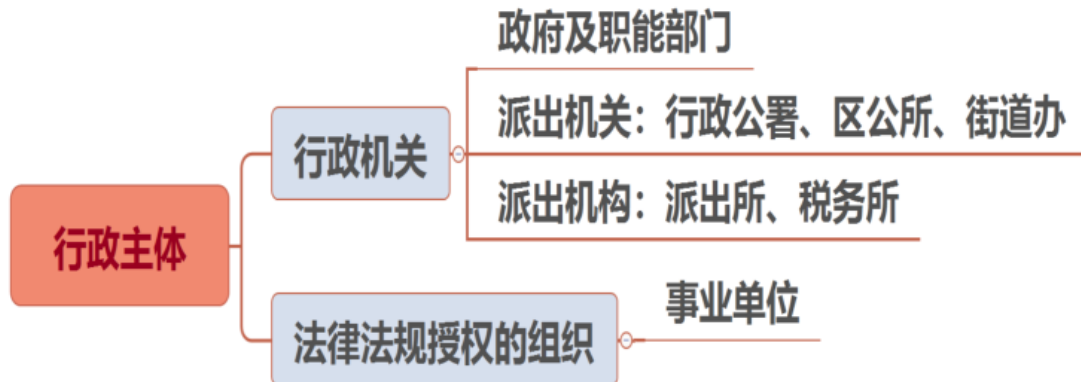 政府及职能部门
派出机关：行政公署、区公所、街道办
行政机关
派出机构：派出所、税务所
行政主体
事业单位
法律法规授权的组织